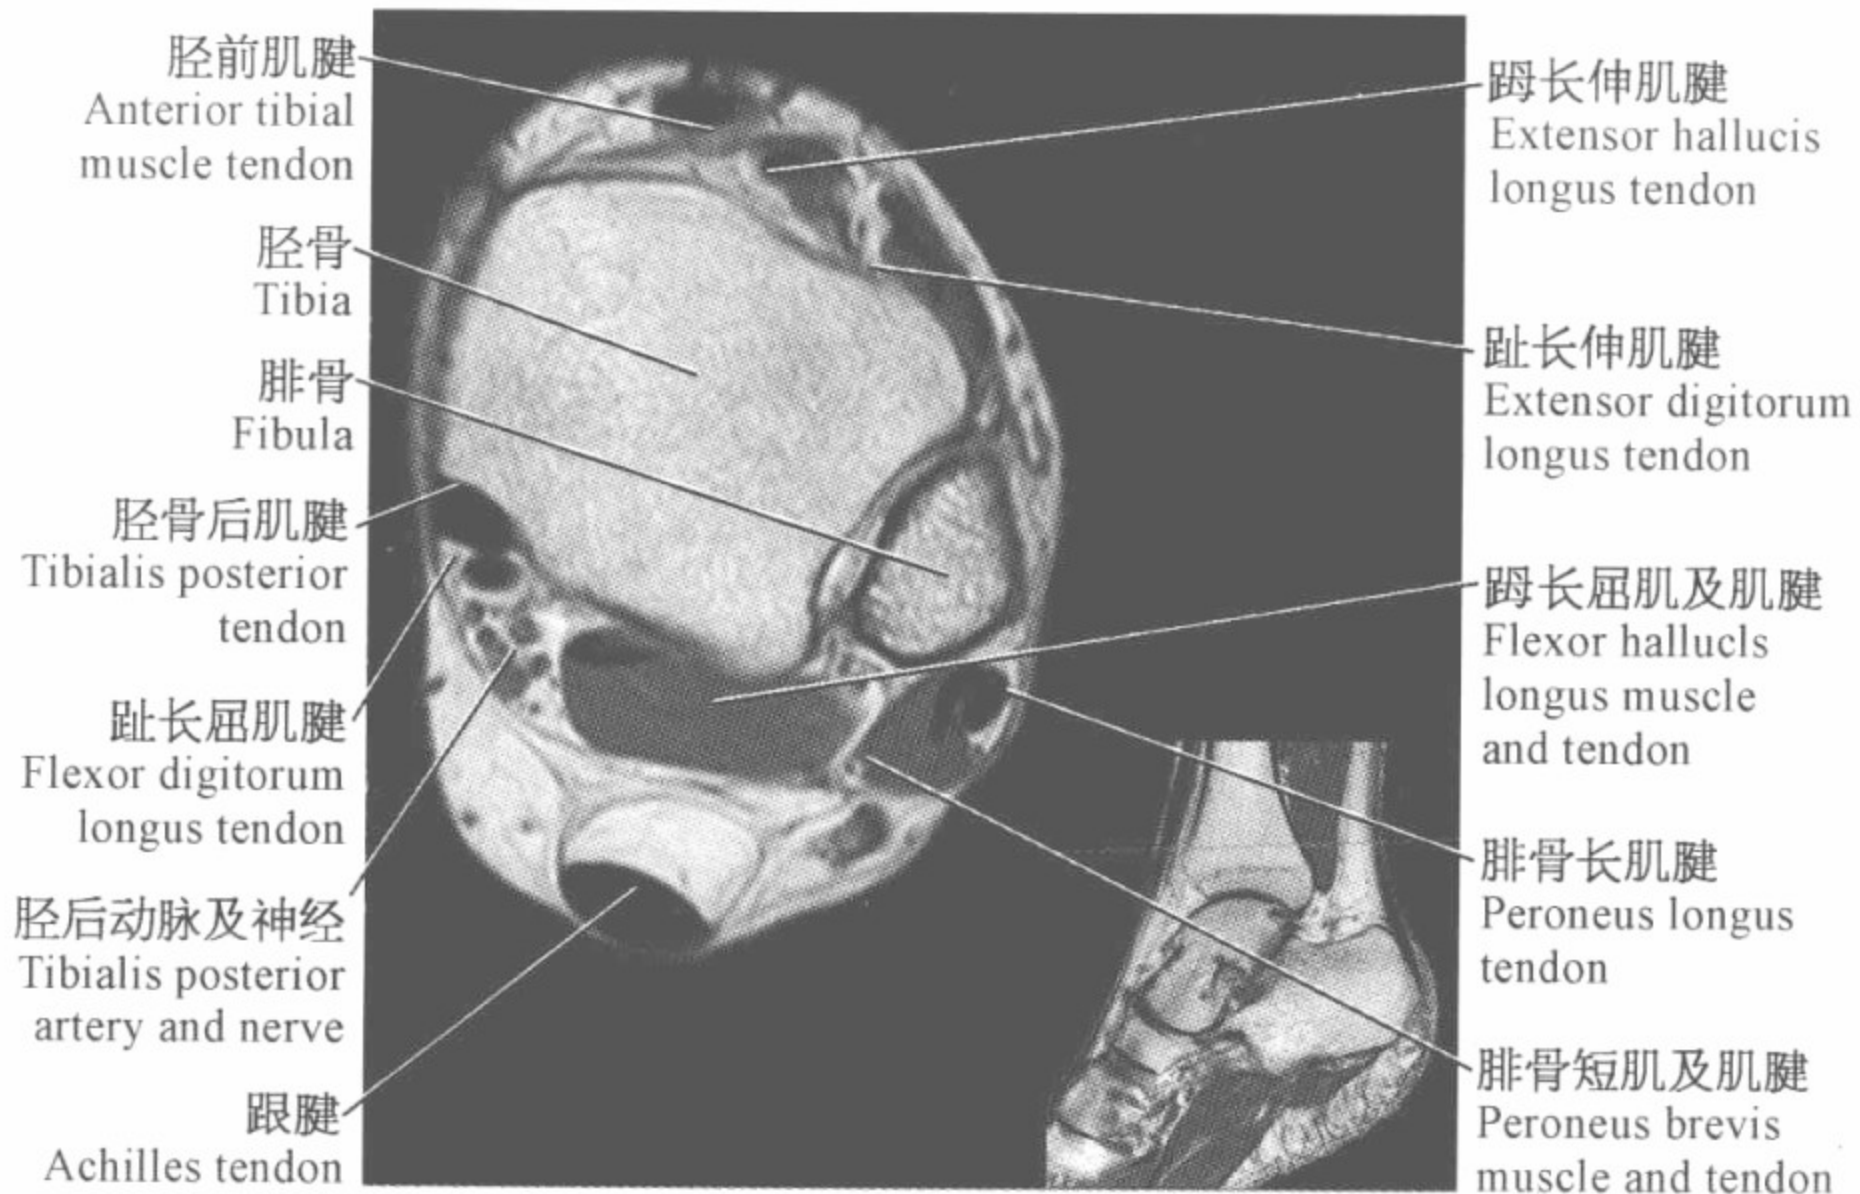 胫前肌腱
Anterior tibial
muscle tendon
胫骨
Tibia
腓骨
Fibula
胫骨后肌腱
Tibialis posterior
tendon
趾长屈肌腱
Flexor digitorum
longus tendon
胫后动脉及神经
Tibialis posterior
artery and nerve
跟腱
Achilles tendon
踇长伸肌腱
Extensor hallucis
longus tendon
趾长伸肌腱
Extensor digitorum
longus tendon
踇长屈肌及肌腱
Flexor hallucls
longus muscle
and tendon
腓骨长肌腱
Peroneus longus
tendon
腓骨短肌及肌腱
Peroneus brevis
muscle and tendon